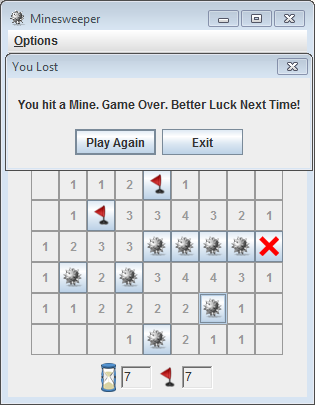 Minesweeper
Options
You Lost
You hit a Mine. Game Over. Better Luck Next Time!
Play Again Exit
1 1 2 1
1 3 3 4 3 2 1
1 2 3 3
1 2 3 4 4 3 1
1 1 2 2 2 2 1
1 2 1 1
7 7